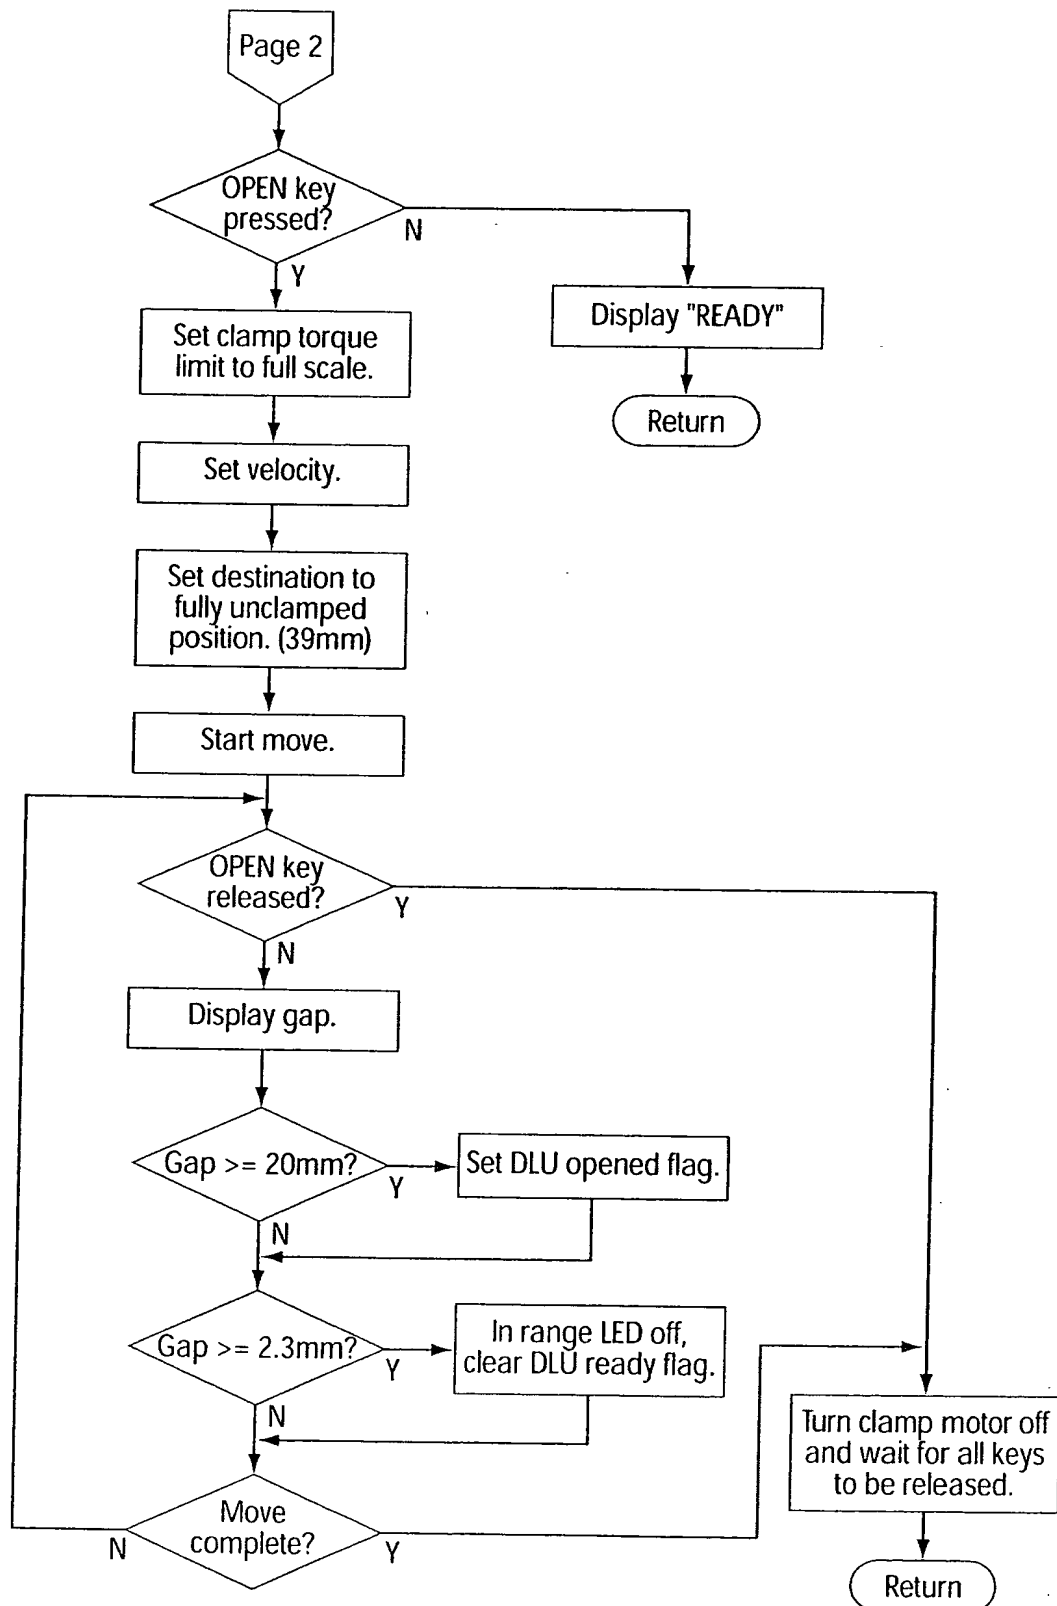 Page 2
OPEN key
pressed?
N
Y
Set clamp torque
limit to full scale.
Display "READY"
Return
Set velocity.
Set destination to
fully unclamped
position. (39mm)
Start move.
OPEN key
released?
Y
N
Display gap.
Gap >= 20mm?
Y
Set DLU opened flag.
N
Gap >= 2.3mm?
Y
In range LED off,
clear DLU ready flag.
N
Turn clamp motor off
and wait for all keys
to be released.
Move
complete?
N
Y
Return